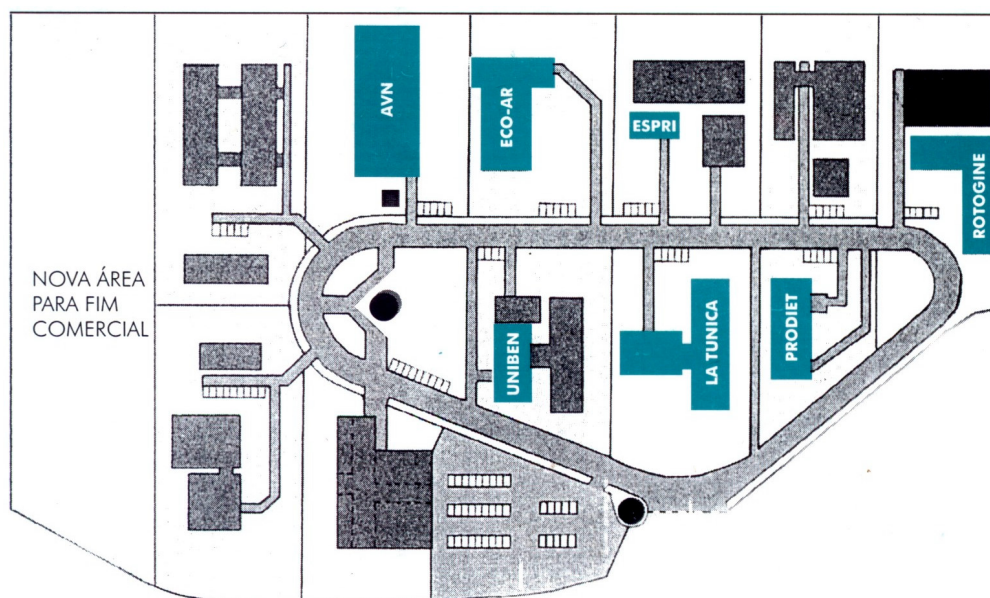 AVN
ECO-AR
ESPRI
ROTOGINE
NOVA ÁREA
PARA FIM
COMERCIAL
UNIBEN
LA TUNICA
PRODIET